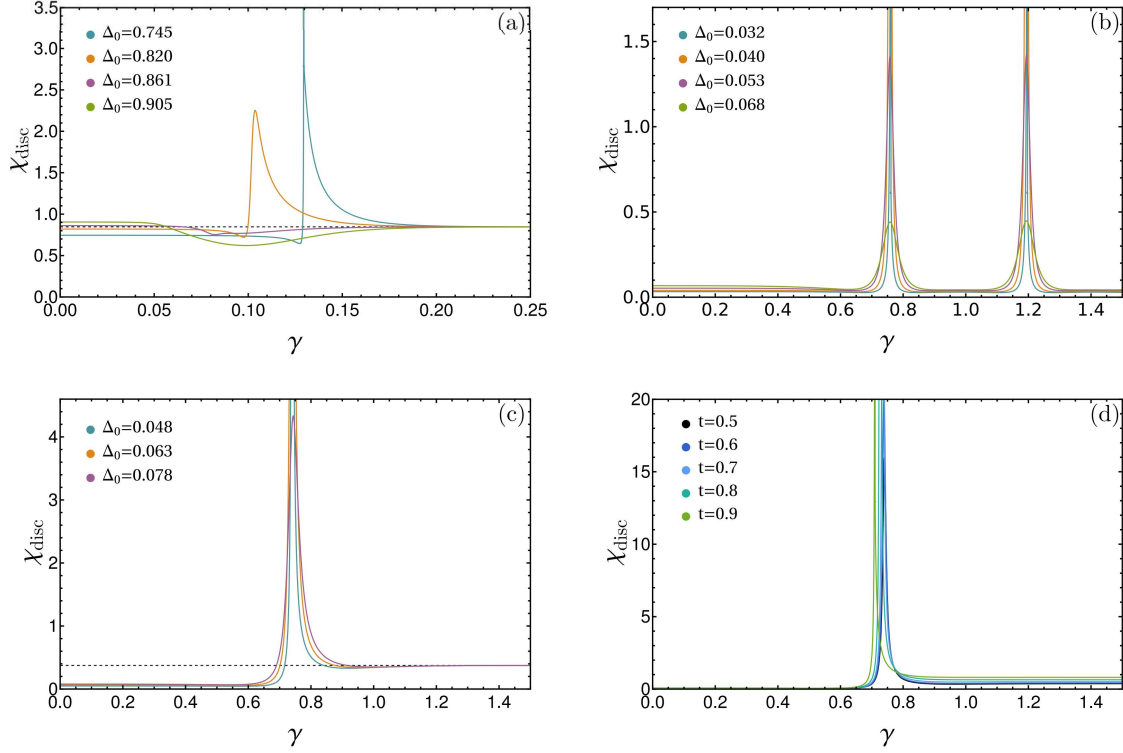 (a)
Δ₀=0.745
Δ₀=0.820
Δ₀=0.861
Δ₀=0.905
χdisc
3.5
3.0
2.5
2.0
1.5
1.0
0.5
0.0
0.00 0.05 0.10 0.15 0.20 0.25
γ
(b)
Δ₀=0.032
Δ₀=0.040
Δ₀=0.053
Δ₀=0.068
χdisc
1.5
1.0
0.5
0.0
0.0 0.2 0.4 0.6 0.8 1.0 1.2 1.4
γ
(c)
Δ₀=0.048
Δ₀=0.063
Δ₀=0.078
χdisc
4
3
2
1
0
0.0 0.2 0.4 0.6 0.8 1.0 1.2 1.4
γ
(d)
t=0.5
t=0.6
t=0.7
t=0.8
t=0.9
χdisc
20
15
10
5
0
0.0 0.2 0.4 0.6 0.8 1.0 1.2 1.4
γ